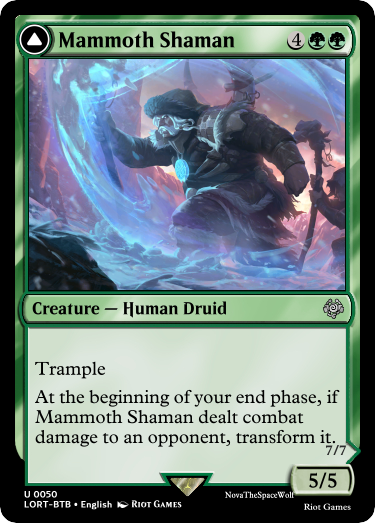 Mammoth Shaman 4
Creature — Human Druid
Trample
At the beginning of your end phase, if
Mammoth Shaman dealt combat
damage to an opponent, transform it.
7/7
5/5
U 0050
LORT-BTB • English Riot Games
NovaTheSpaceWolf
Riot Games